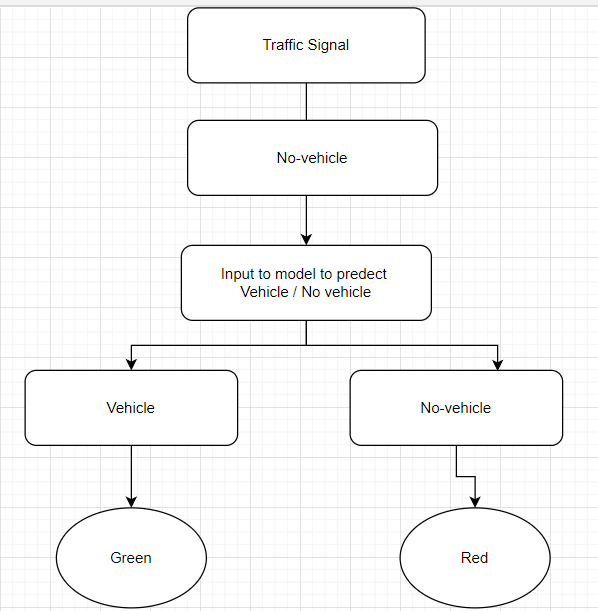 Traffic Signal
No-vehicle
Input to model to predect
Vehicle / No vehicle
Vehicle
No-vehicle
Green
Red